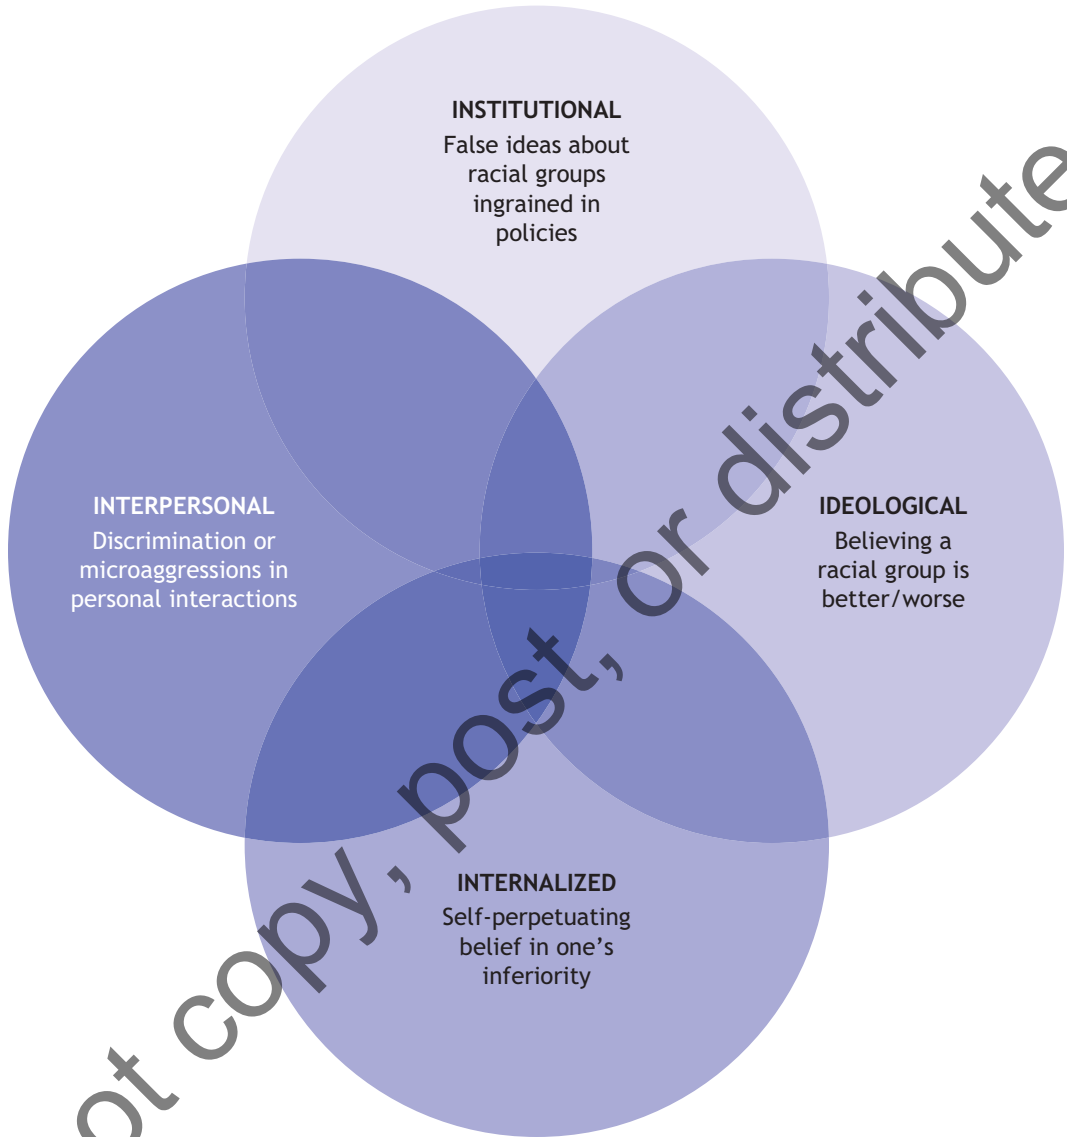 INSTITUTIONAL
False ideas about
racial groups
ingrained in
policies
INTERPERSONAL
Discrimination or
microaggressions in
personal interactions
IDEOLOGICAL
Believing a
racial group is
better/worse
INTERNALIZED
Self-perpetuating
belief in one’s
inferiority
ot copy, post, or distribute